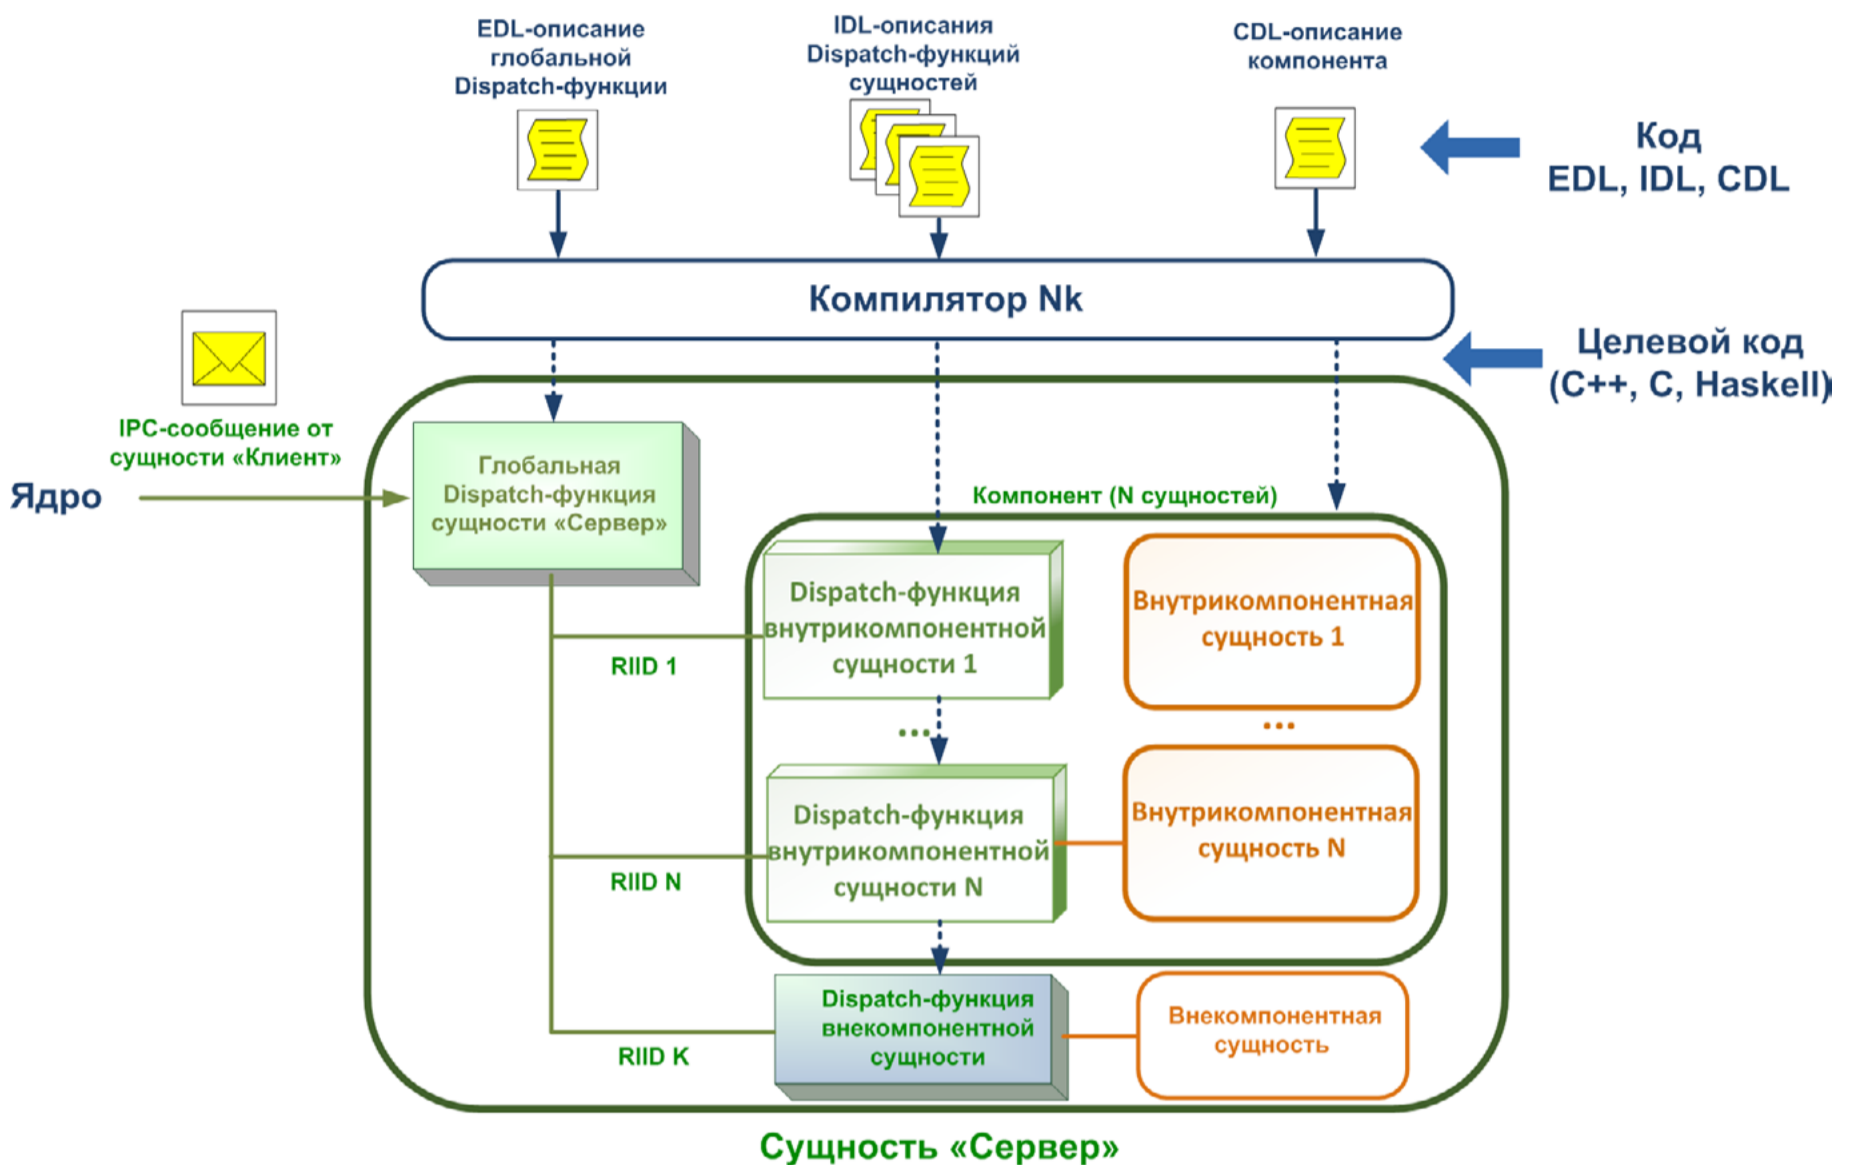 EDL-описание
глобальной
Dispatch-функции
IDL-описания
Dispatch-функций
сущностей
CDL-описание
компонента
Код
EDL, IDL, CDL
Компилятор Nk
Целевой код
(C++, C, Haskell)
IPC-сообщение от
сущности «Клиент»
Ядро
Глобальная
Dispatch-функция
сущности «Сервер»
Компонент (N сущностей)
Dispatch-функция
внутрикомпонентной
сущности 1
Внутрикомпонентная
сущность 1
RIID 1
...
...
Dispatch-функция
внутрикомпонентной
сущности N
Внутрикомпонентная
сущность N
RIID N
Dispatch-функция
внекомпонентной
сущности
Внекомпонентная
сущность
RIID K
Сущность «Сервер»